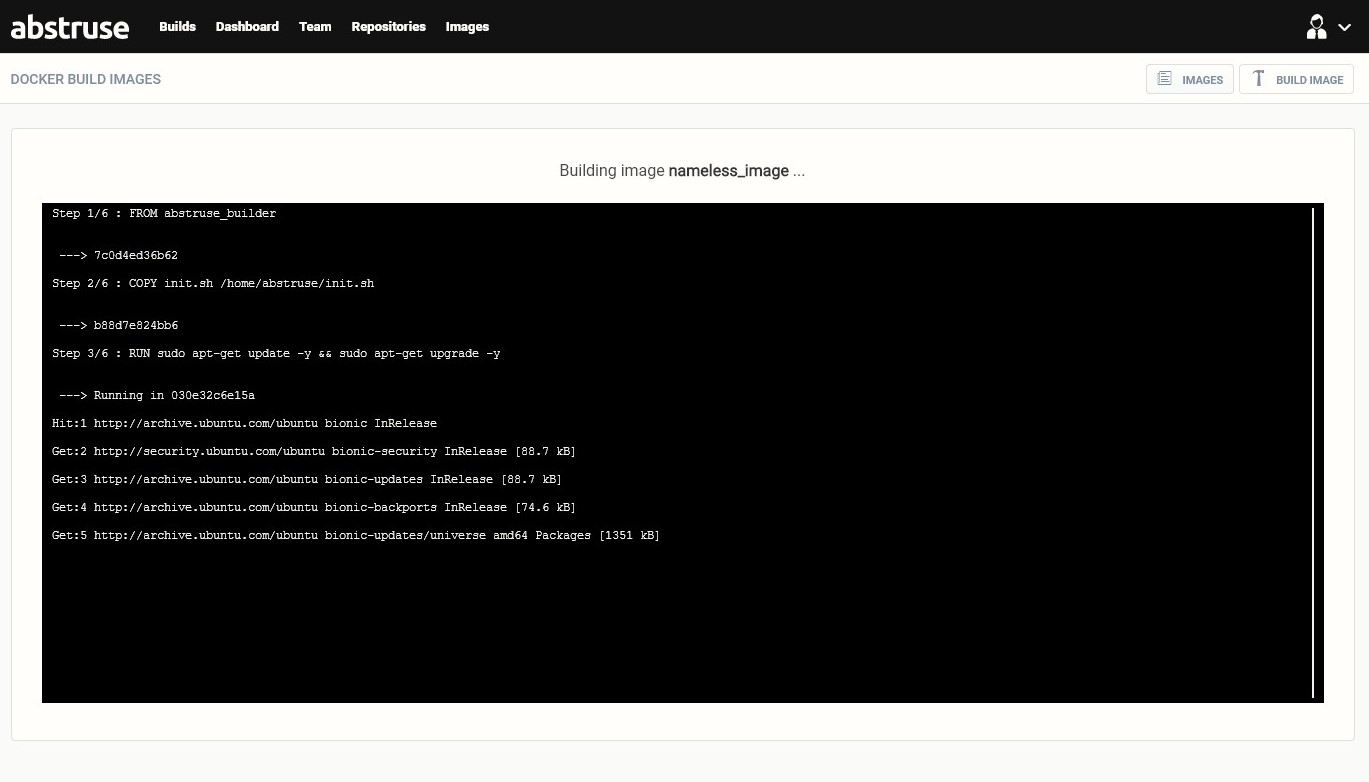 abstruse Builds Dashboard Team Repositories Images
DOCKER BUILD IMAGES IMAGES BUILD IMAGE
Building image nameless_image ...
Step 1/6 : FROM abstruse_builder
---> 7c0d4ed36b62
Step 2/6 : COPY init.sh /home/abstruse/init.sh
---> b88d7e824bb6
Step 3/6 : RUN sudo apt-get update -y && sudo apt-get upgrade -y
---> Running in 030e32c6e15a
Hit:1 http://archive.ubuntu.com/ubuntu bionic InRelease
Get:2 http://security.ubuntu.com/ubuntu bionic-security InRelease [88.7 kB]
Get:3 http://archive.ubuntu.com/ubuntu bionic-updates InRelease [88.7 kB]
Get:4 http://archive.ubuntu.com/ubuntu bionic-backports InRelease [74.6 kB]
Get:5 http://archive.ubuntu.com/ubuntu bionic-updates/universe amd64 Packages [1351 kB]